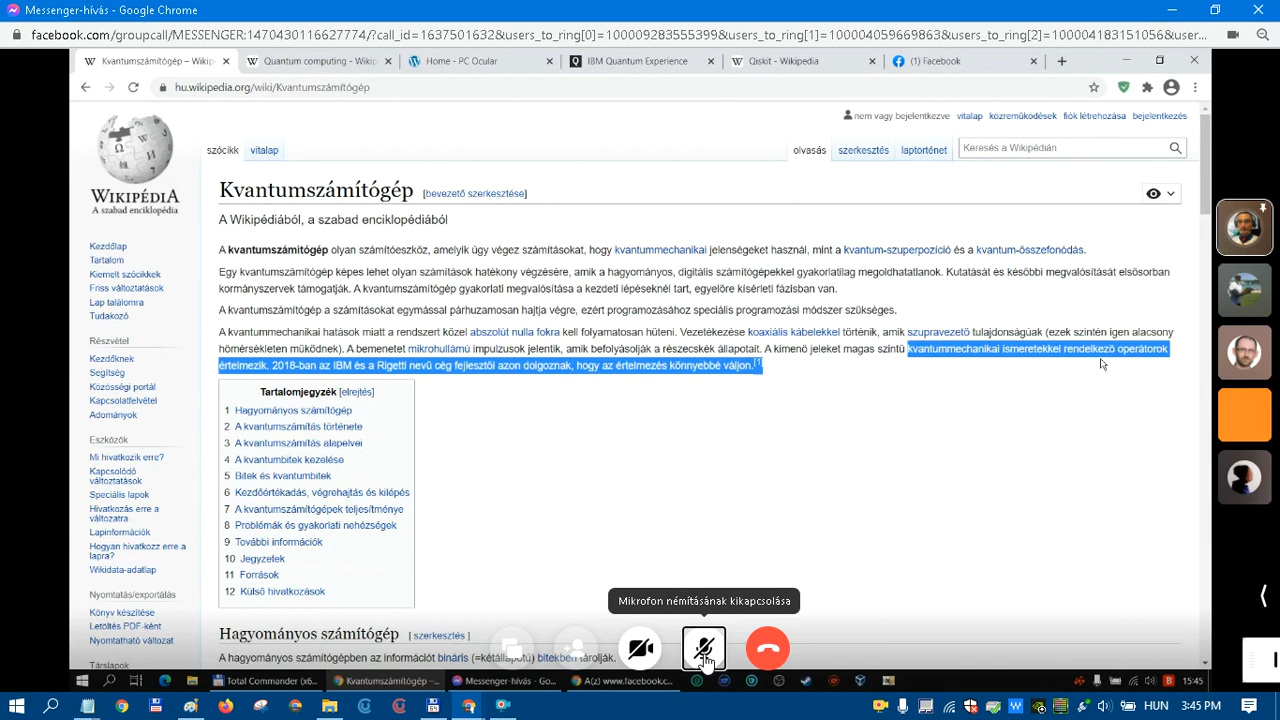 Messenger-hívás - Google Chrome
facebook.com/groupcall/MESSENGER:1470430116627774/?call_id=1637501632&users_to_ring[0]=100009283555399&users_to_ring[1]=100004059669863&users_to_ring[2]=100004183151056&us...
Kvantumszámítógép – Wikip
Quantum computing - Wikip
Home - PC Ocular
IBM Quantum Experience
Qiskit - Wikipedia
(1) Facebook
hu.wikipedia.org/wiki/Kvantumszámítógép
WIKIPÉDIA
A szabad enciklopédia
nem vagy bejelentkezve vitalap közreműködések fiók létrehozása bejelentkezés
szócikk vitalap
olvasás szerkesztés laptörténet
Keresés a Wikipédián
Kvantumszámítógép [bevezető szerkesztése]
A Wikipédiából, a szabad enciklopédiából
A kvantumszámítógép olyan számítóeszköz, amelyik úgy végez számításokat, hogy kvantummechanikai jelenségeket használ, mint a kvantum-szuperpozíció és a kvantum-összefonódás.
Egy kvantumszámítógép képes lehet olyan számítások hatékony végzésére, amik a hagyományos, digitális számítógépekkel gyakorlatilag megoldhatatlanok. Kutatását és későbbi megvalósítását elsősorban
kormányszervek támogatják. A kvantumszámítógép gyakorlati megvalósítása a kezdeti lépéseknél tart, egyelőre kísérleti fázisban van.
A kvantumszámítógép a számításokat egymással párhuzamosan hajtja végre, ezért programozásához speciális programozási módszer szükséges.
A kvantummechanikai hatások miatt a rendszert közel abszolút nulla fokra kell folyamatosan hűteni. Vezetékezése koaxiális kábelekkel történik, amik szupravezető tulajdonságúak (ezek szintén igen alacsony
hőmérsékleten működnek). A bemenetet mikrohullámú impulzusok jelentik, amik befolyásolják a részecskék állapotait. A kimenő jeleket magas szintű kvantummechanikai ismeretekkel rendelkező operátorok
értelmezik. 2018-ban az IBM és a Rigetti nevű cég fejlesztői azon dolgoznak, hogy az értelmezés könnyebbé váljon.[1]
Kezdőlap
Tartalom
Kiemelt szócikkek
Friss változtatások
Lap találomra
Tudakozó
Részvétel
Kezdőknek
Segítség
Közösségi portál
Kapcsolatfelvétel
Adományok
Eszközök
Mi hivatkozik erre?
Kapcsolódó
változtatások
Speciális lapok
Hivatkozás erre a
változatra
Lapinformációk
Hogyan hivatkozz erre a
lapra?
Wikidata-adatlap
Nyomtatás/exportálás
Könyv készítése
Letöltés PDF-ként
Nyomtatható változat
Társlapok
Tartalomjegyzék [elrejtés]
1 Hagyományos számítógép
2 A kvantumszámítás története
3 A kvantumszámítás alapelvei
4 A kvantumbitek kezelése
5 Bitek és kvantumbitek
6 Kezdőértékadás, végrehajtás és kilépés
7 A kvantumszámítógépek teljesítménye
8 Problémák és gyakorlati nehézségek
9 További információk
10 Jegyzetek
11 Források
12 Külső hivatkozások
Mikrofon némításának kikapcsolása
Hagyományos számítógép [ szerkesztés ]
A hagyományos számítógépben az információt bináris (=kétállapotú) bitekben tárolják.
Total Commander (x6...
Kvantumszámítógép –...
Messenger-hívás - Go...
A(z) www.facebook.c...
HUN 15:45
HUN 3:45 PM